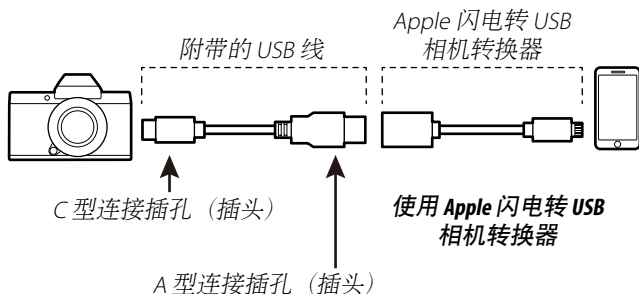 附带的 USB 线
Apple 闪电转 USB
相机转换器
C 型连接插孔（插头）
使用 Apple 闪电转 USB
相机转换器
A 型连接插孔（插头）